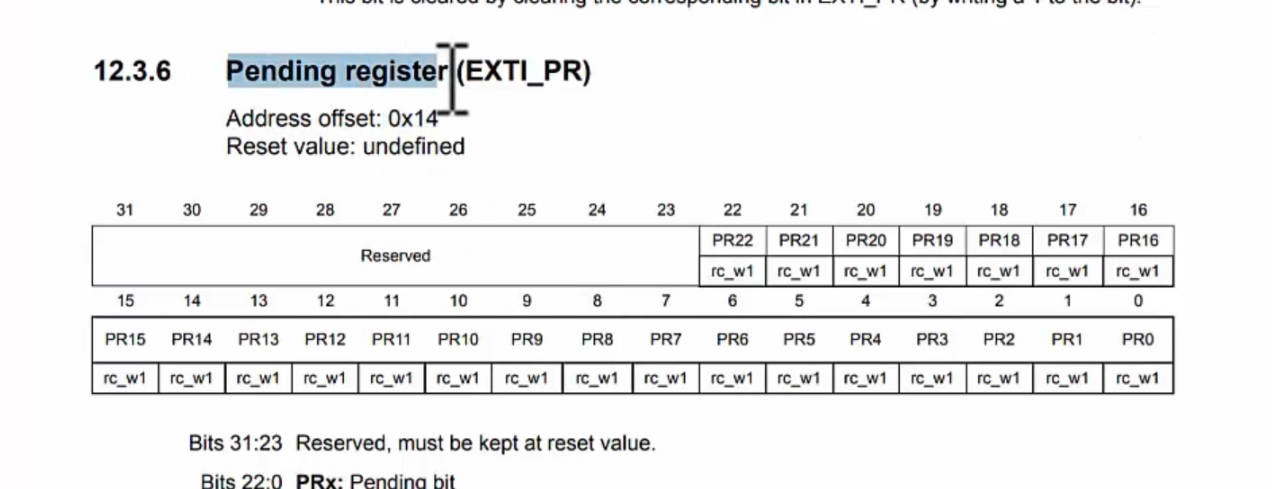 This bit is cleared by clearing the corresponding bit in EXTI_PR (by writing a 1 to the bit).
12.3.6 Pending register (EXTI_PR)
Address offset: 0x14
Reset value: undefined
31 30 29 28 27 26 25 24 23 22 21 20 19 18 17 16
Reserved PR22 PR21 PR20 PR19 PR18 PR17 PR16
rc_w1 rc_w1 rc_w1 rc_w1 rc_w1 rc_w1 rc_w1
15 14 13 12 11 10 9 8 7 6 5 4 3 2 1 0
PR15 PR14 PR13 PR12 PR11 PR10 PR9 PR8 PR7 PR6 PR5 PR4 PR3 PR2 PR1 PR0
rc_w1 rc_w1 rc_w1 rc_w1 rc_w1 rc_w1 rc_w1 rc_w1 rc_w1 rc_w1 rc_w1 rc_w1 rc_w1 rc_w1 rc_w1 rc_w1
Bits 31:23 Reserved, must be kept at reset value.
Bits 22:0 PRx: Pending bit